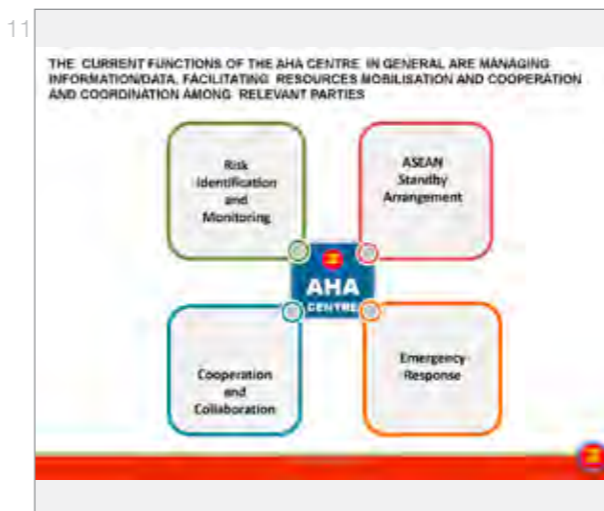 11
THE CURRENT FUNCTIONS OF THE AHA CENTRE IN GENERAL ARE MANAGING
INFORMATION/DATA, FACILITATING RESOURCES MOBILISATION AND COOPERATION
AND COORDINATION AMONG RELEVANT PARTIES
Risk
Identification
and
Monitoring
ASEAN
Standby
Arrangement
AHA
CENTRE
Cooperation
and
Collaboration
Emergency
Response